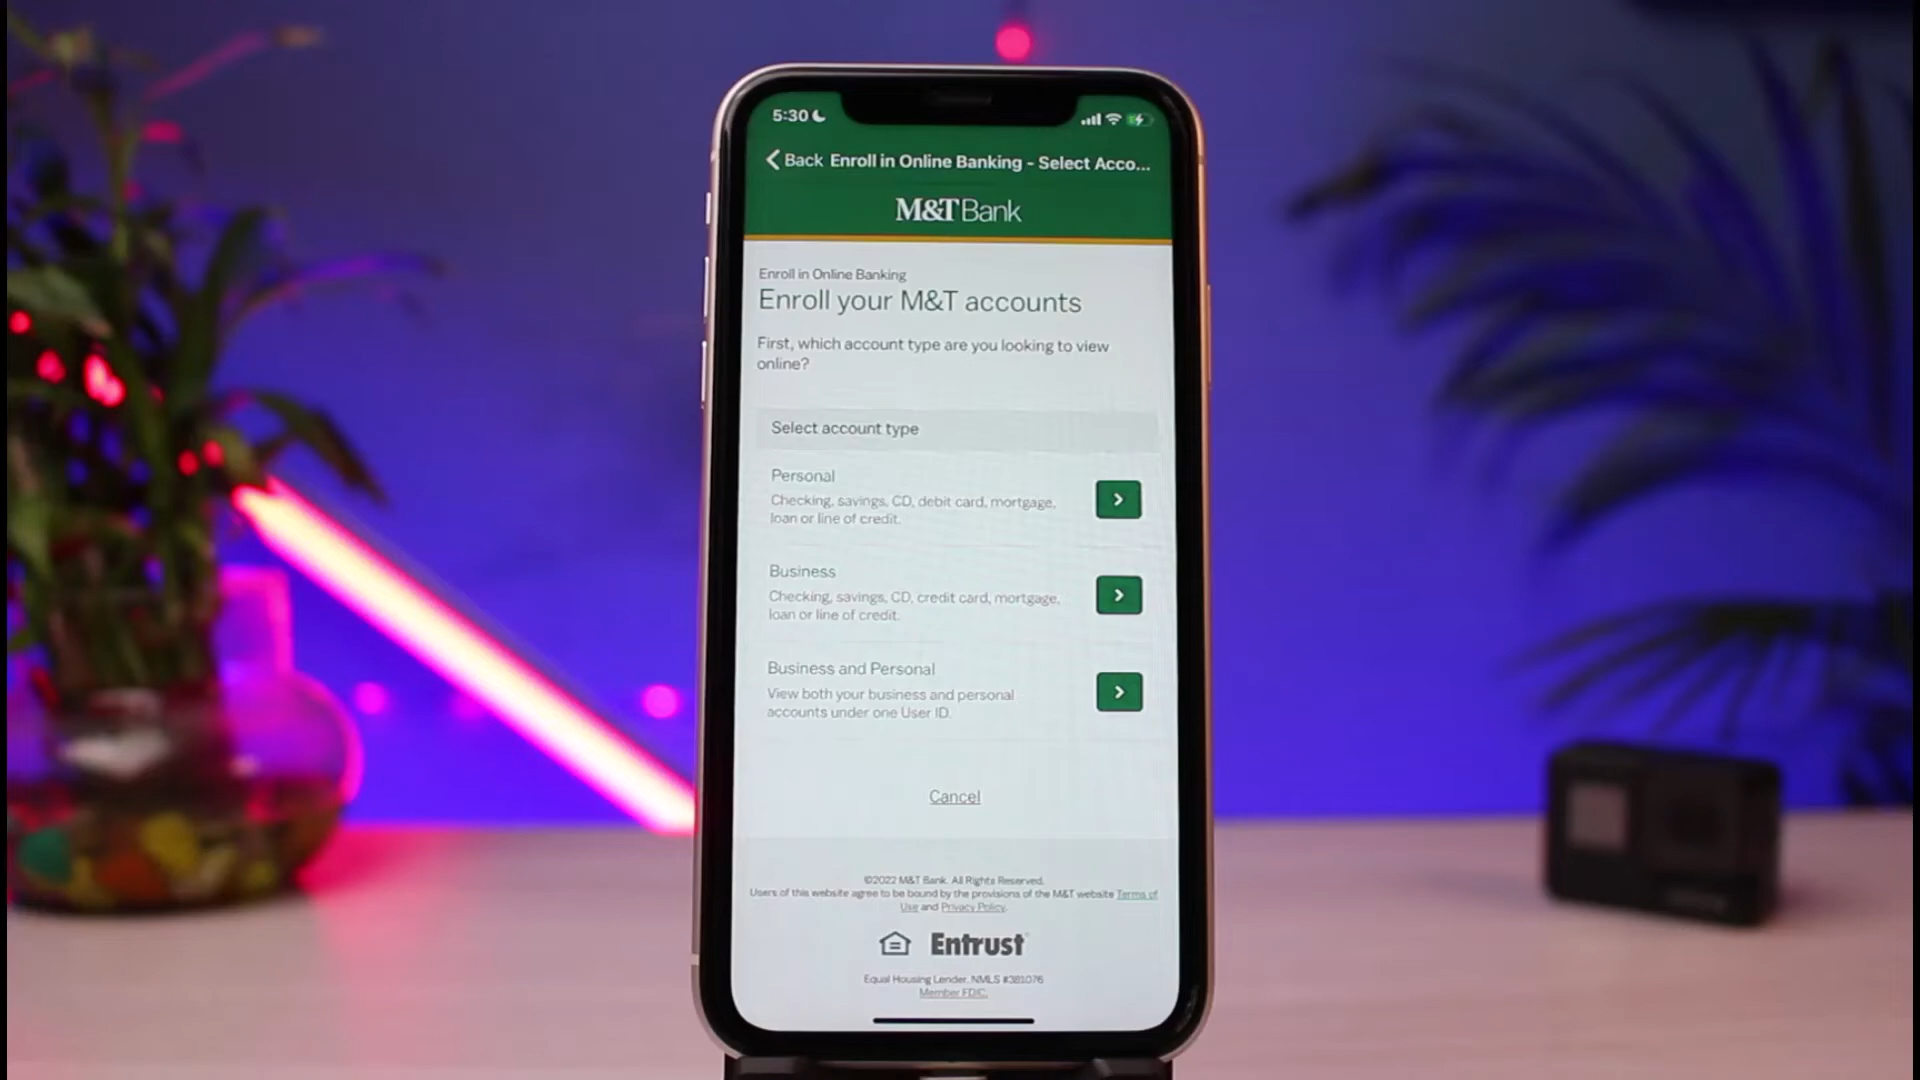 5:30
Back Enroll in Online Banking - Select Acco...
M&T Bank
Enroll in Online Banking
Enroll your M&T accounts
First, which account type are you looking to view
online?
Select account type
Personal
Checking, savings, CD, debit card, mortgage,
loan or line of credit.
Business
Checking, savings, CD, credit card, mortgage,
loan or line of credit.
Business and Personal
View both your business and personal
accounts under one User ID.
Cancel
©2022 M&T Bank. All Rights Reserved.
Users of this website agree to be bound by the provisions of the M&T website Terms of
Use and Privacy Policy.
Entrust
Equal Housing Lender. NMLS #381076
Member FDIC.